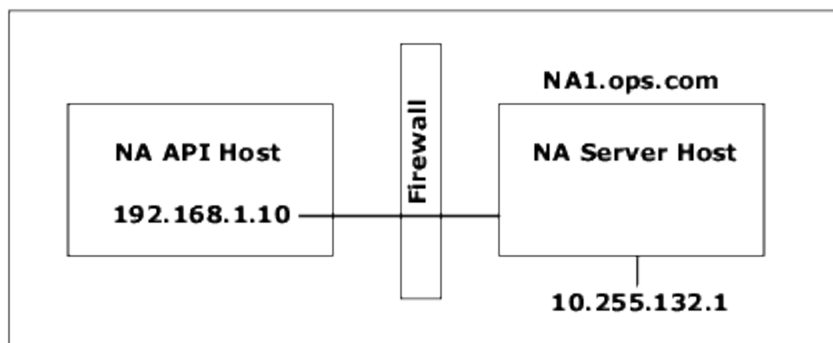 NA1.ops.com
NA API Host
Firewall
NA Server Host
192.168.1.10
10.255.132.1